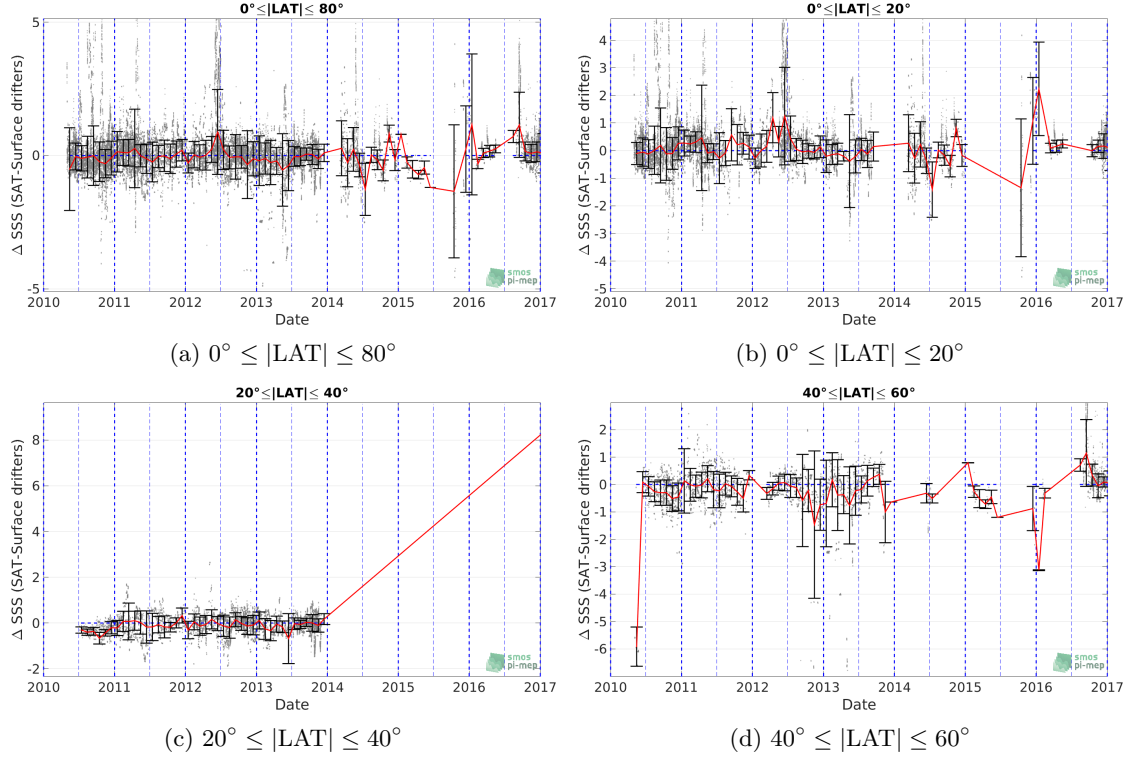 0°≤|LAT|≤ 80°
Δ SSS (SAT-Surface drifters)
5
0
-5
2010 2011 2012 2013 2014 2015 2016 2017
Date
smos
pi-mep
(a) 0° ≤ |LAT| ≤ 80°
0°≤|LAT|≤ 20°
Δ SSS (SAT-Surface drifters)
4
3
2
1
0
-1
-2
-3
-4
-5
2010 2011 2012 2013 2014 2015 2016 2017
Date
smos
pi-mep
(b) 0° ≤ |LAT| ≤ 20°
20°≤|LAT|≤ 40°
Δ SSS (SAT-Surface drifters)
8
6
4
2
0
-2
2010 2011 2012 2013 2014 2015 2016 2017
Date
smos
pi-mep
(c) 20° ≤ |LAT| ≤ 40°
40°≤|LAT|≤ 60°
Δ SSS (SAT-Surface drifters)
2
1
0
-1
-2
-3
-4
-5
-6
2010 2011 2012 2013 2014 2015 2016 2017
Date
smos
pi-mep
(d) 40° ≤ |LAT| ≤ 60°